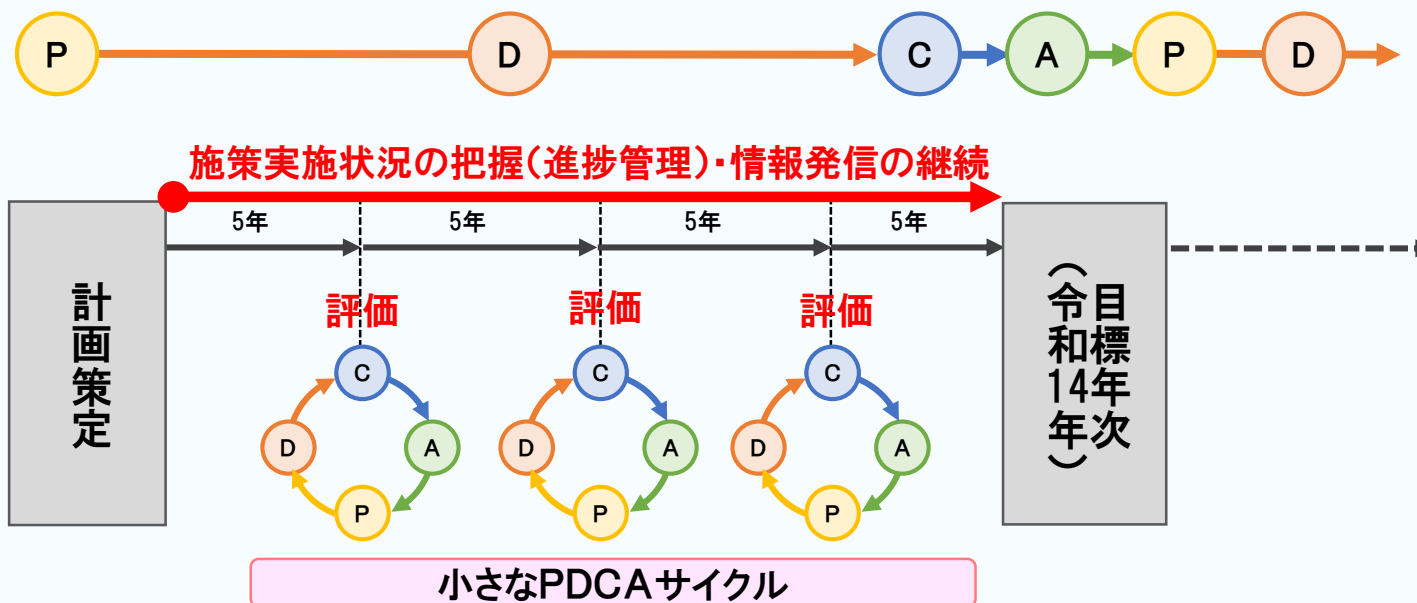 P
D
C
A
P
D
施策実施状況の把握(進捗管理)・情報発信の継続
5年
5年
5年
5年
計画策定
評価
評価
評価
目標年次
(令和14年)
C
A
P
D
C
A
P
D
C
A
P
D
小さなPDCAサイクル